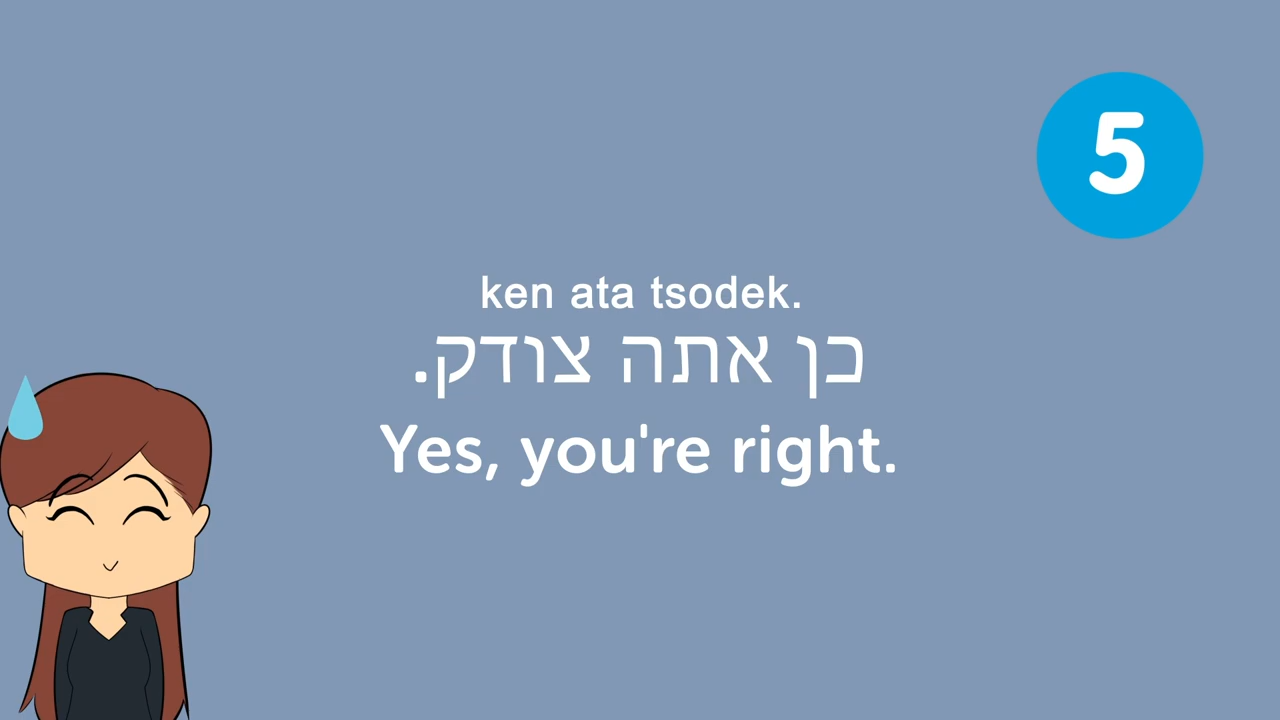 5
ken ata tsodek.
כן אתה צודק.
Yes, you're right.